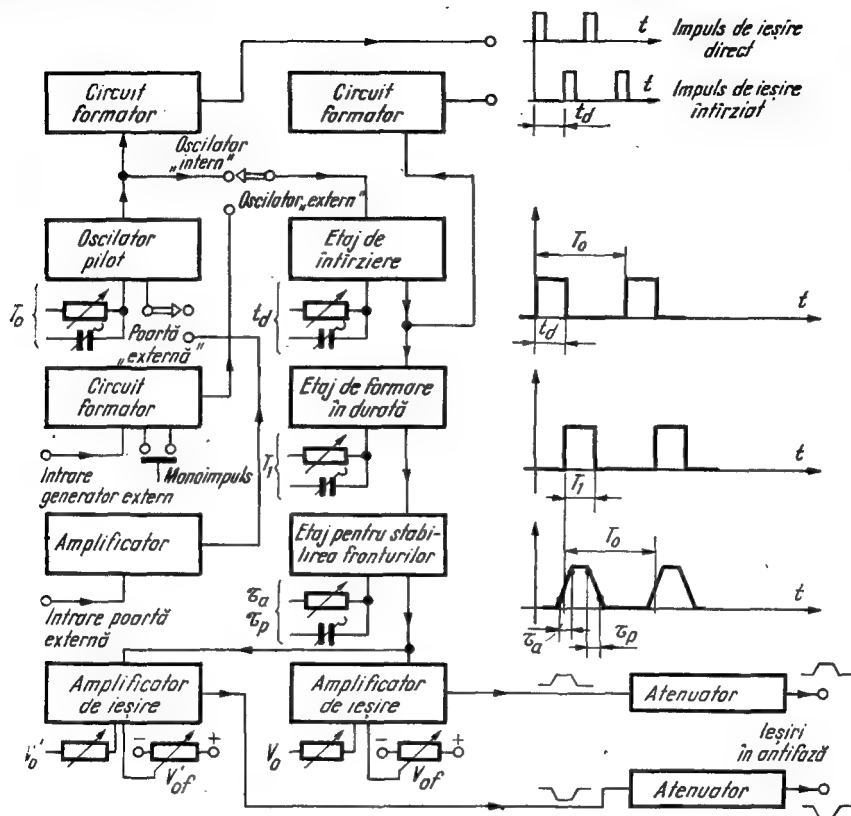 t
Impuls de ieșire
direct
Circuit
formator
Circuit
formator
t
Impuls de ieșire
întîrziat
t_d
Oscilator
„intern"
Oscilator „extern"
Oscilator
pilot
Etaj de
întîrziere
T_o
t
t_d
T_o
t_d
Poartă
„externă"
Circuit
formator
Etaj de formare
în durată
t
T_1
T_1
Monoimpuls
Intrare
generator extern
Amplificator
Etaj pentru stabi-
lirea fronturilor
T_o
t
Intrare poartă
externă
τ_a
τ_p
τ_a
τ_p
Amplificator
de ieșire
Amplificator
de ieșire
Atenuator
V_o'
−
+
V'_of
V_o
−
+
V_of
Ieșiri
în antifază
Atenuator